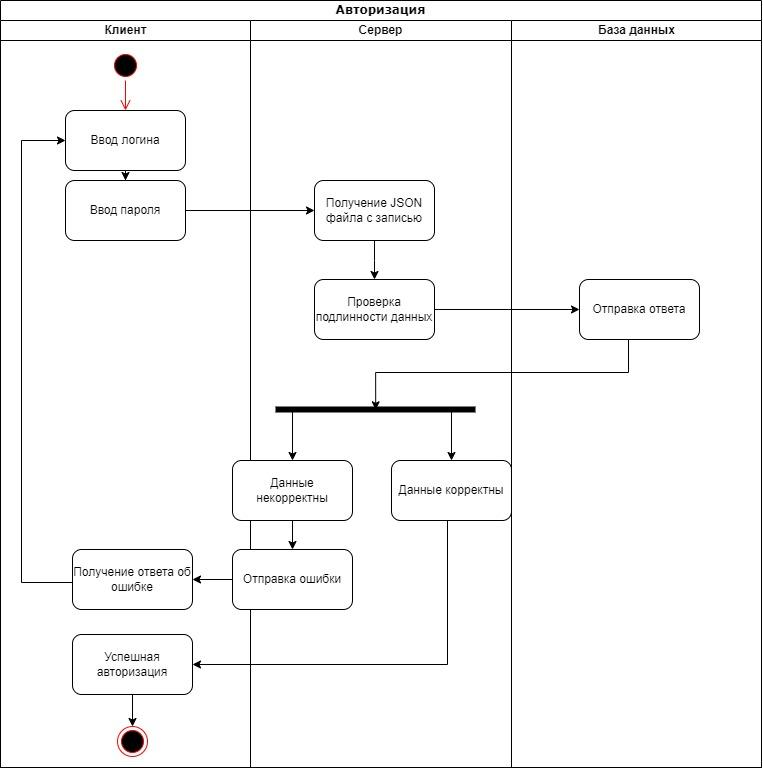 Авторизация
Клиент
Сервер
База данных
Ввод логина
Ввод пароля
Получение JSON
файла с записью
Проверка
подлинности данных
Отправка ответа
Данные
некорректны
Данные корректны
Получение ответа об
ошибке
Отправка ошибки
Успешная
авторизация